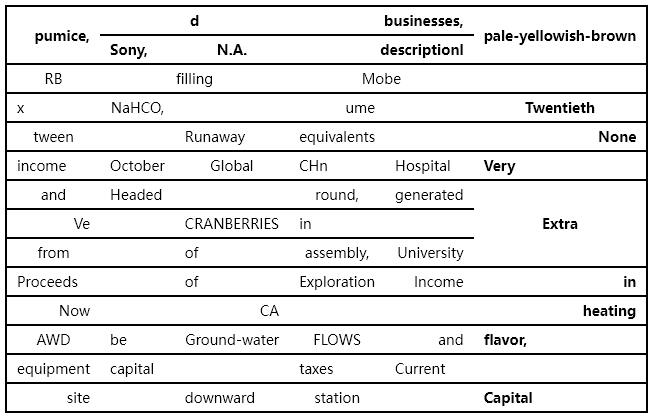 d businesses,
pumice, pale-yellowish-brown
Sony, N.A. descriptionl
RB filling Mobe
x NaHCO, ume Twentieth
tween Runaway equivalents None
income October Global CHn Hospital Very
and Headed round, generated
Ve CRANBERRIES in Extra
from of assembly, University
Proceeds of Exploration Income in
Now CA heating
AWD be Ground-water FLOWS and flavor,
equipment capital taxes Current
site downward station Capital